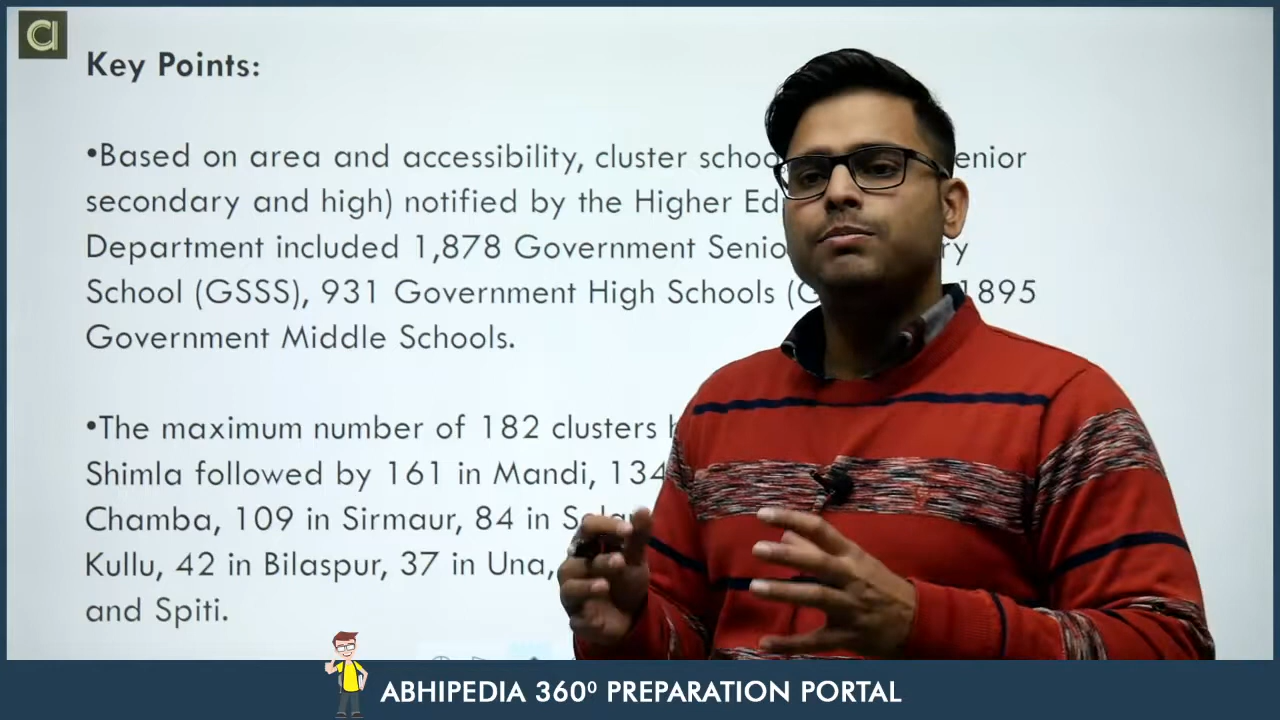 Key Points:
•Based on area and accessibility, cluster schoo enior
secondary and high) notified by the Higher Ed
Department included 1,878 Government Senio ry
School (GSSS), 931 Government High Schools (G 1895
Government Middle Schools.
•The maximum number of 182 clusters
Shimla followed by 161 in Mandi, 134
Chamba, 109 in Sirmaur, 84 in Solan
Kullu, 42 in Bilaspur, 37 in Una,
and Spiti.
ABHIPEDIA 360⁰ PREPARATION PORTAL